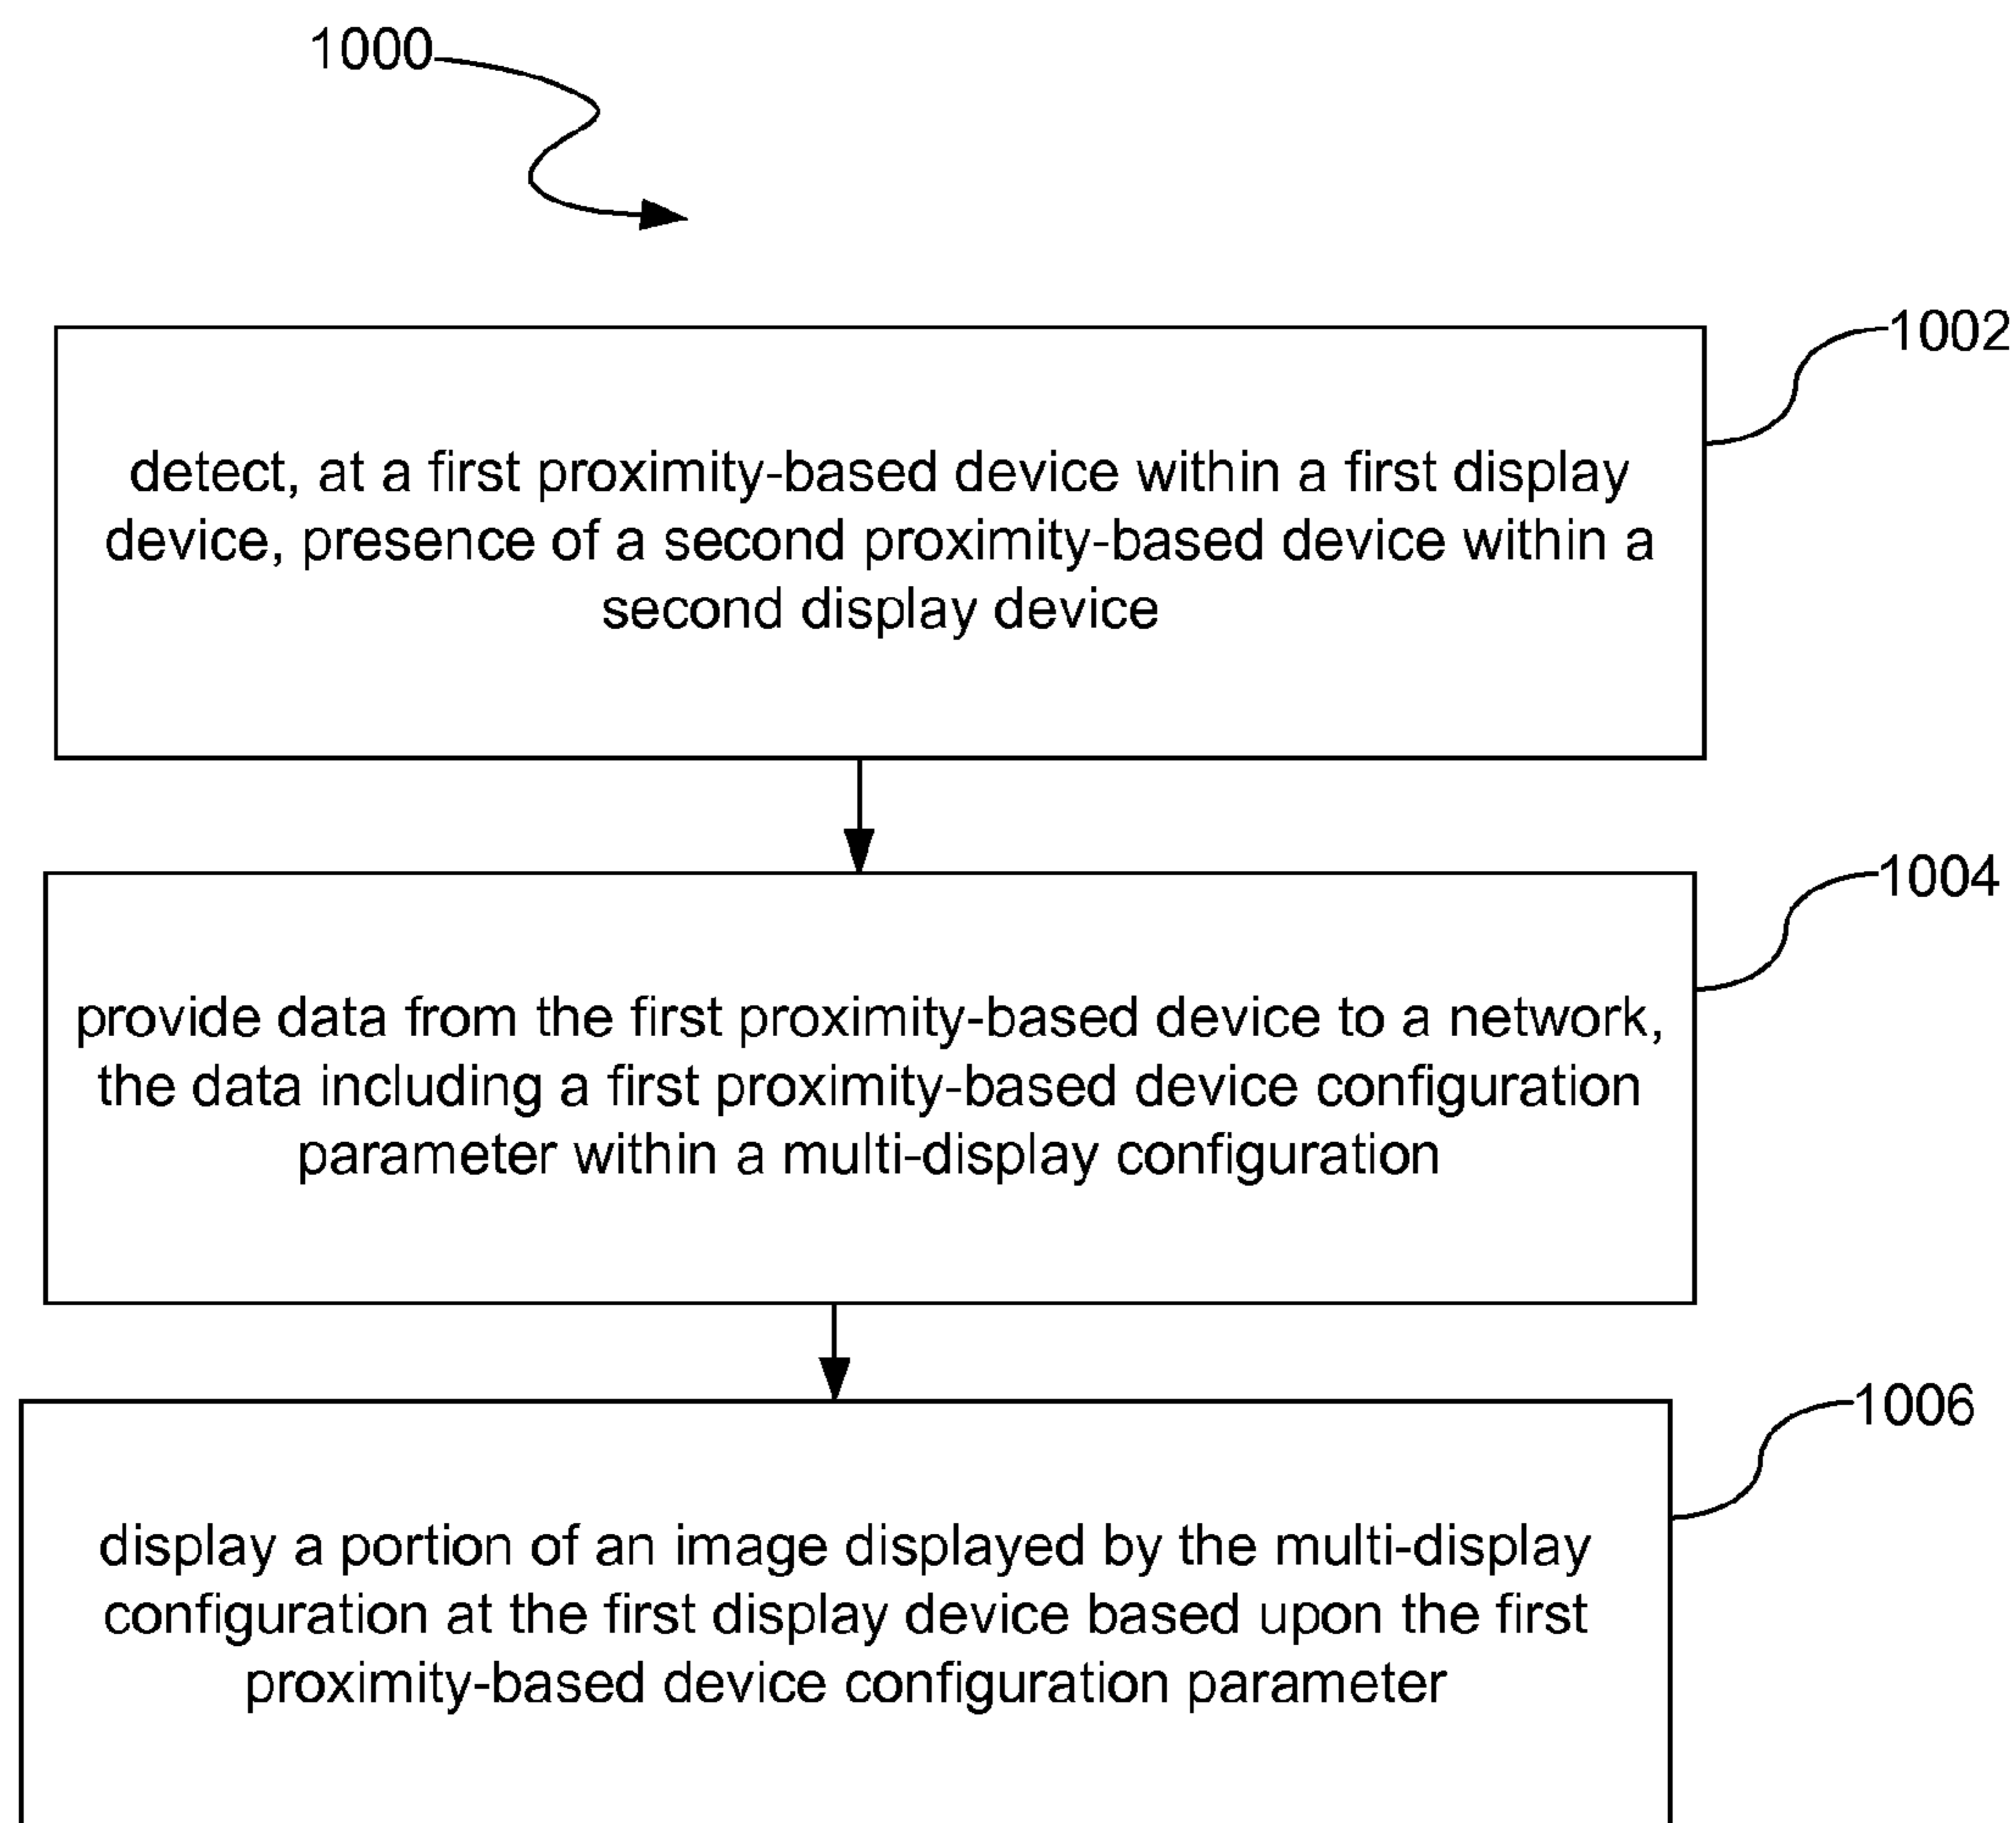 1000
1002
detect, at a first proximity-based device within a first display
device, presence of a second proximity-based device within a
second display device
1004
provide data from the first proximity-based device to a network,
the data including a first proximity-based device configuration
parameter within a multi-display configuration
1006
display a portion of an image displayed by the multi-display
configuration at the first display device based upon the first
proximity-based device configuration parameter